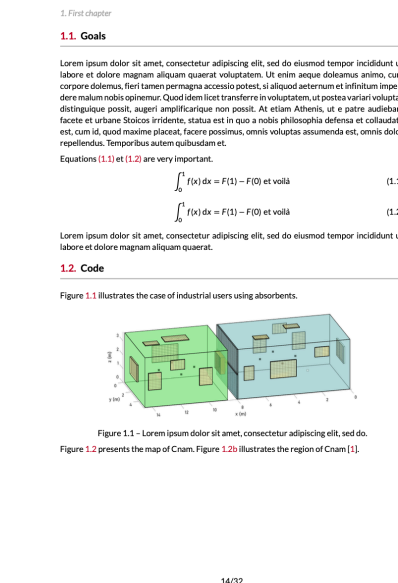 1. First chapter
1.1. Goals
Lorem ipsum dolor sit amet, consectetur adipiscing elit, sed do eiusmod tempor incididunt u
labore et dolore magnam aliquam quaerat voluptatem. Ut enim aeque doleamus animo, cu
corpore dolemus, fieri tamen permagna accessio potest, si aliquod aeternum et infinitum impe
dere malum nobis opinemur. Quod idem licet transferre in voluptatem, ut postea variari volupta
distinguique possit, augeri amplificarique non possit. At etiam Athenis, ut e patre audieba
facete et urbane Stoicos irridente, statua est in quo a nobis philosophia defensa et collaudat
est, cum id, quod maxime placeat, facere possimus, omnis voluptas assumenda est, omnis dolo
repellendus. Temporibus autem quibusdam et.
Equations (1.1) et (1.2) are very important.
∫₀¹ f(x) dx = F(1) − F(0) et voilà (1.1
∫₀¹ f(x) dx = F(1) − F(0) et voilà (1.2
Lorem ipsum dolor sit amet, consectetur adipiscing elit, sed do eiusmod tempor incididunt u
labore et dolore magnam aliquam quaerat.
1.2. Code
Figure 1.1 illustrates the case of industrial users using absorbents.
z (m)
y (m)
x (m)
Figure 1.1 – Lorem ipsum dolor sit amet, consectetur adipiscing elit, sed do.
Figure 1.2 presents the map of Cnam. Figure 1.2b illustrates the region of Cnam [1].
14/32